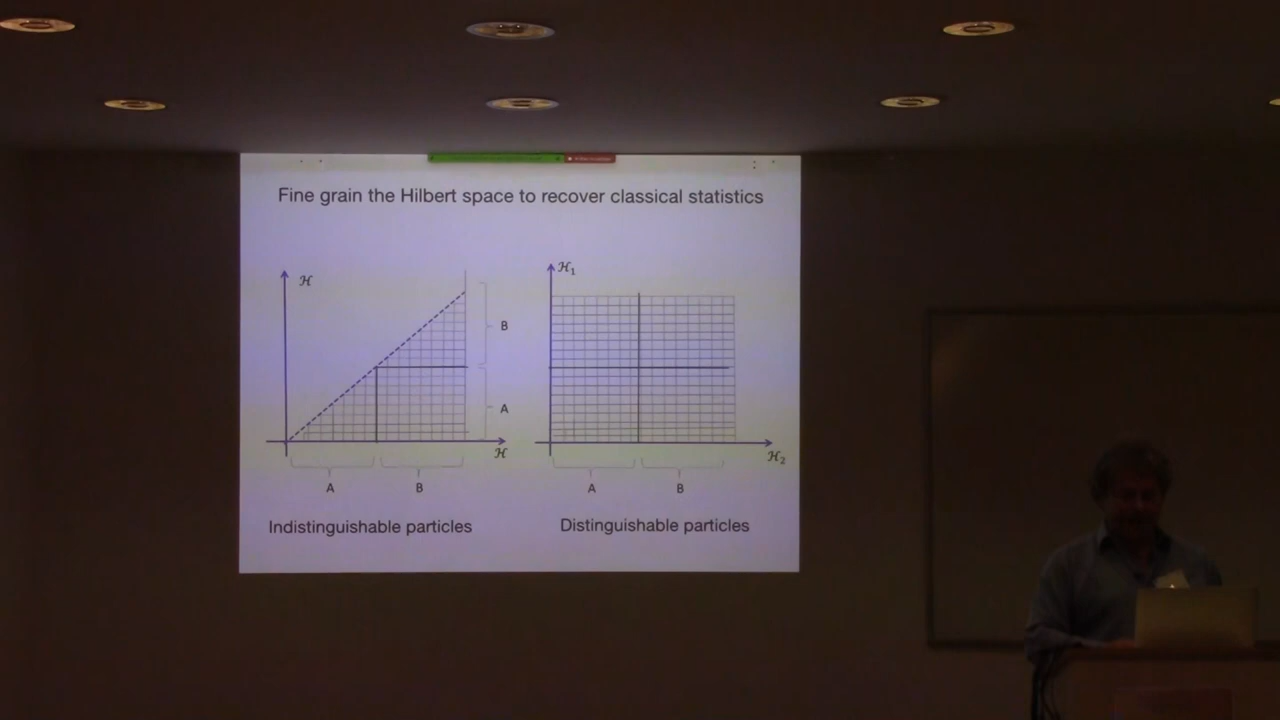 Fine grain the Hilbert space to recover classical statistics
ℋ
B
A
ℋ
A B
Indistinguishable particles
ℋ₁
ℋ₂
A B
Distinguishable particles